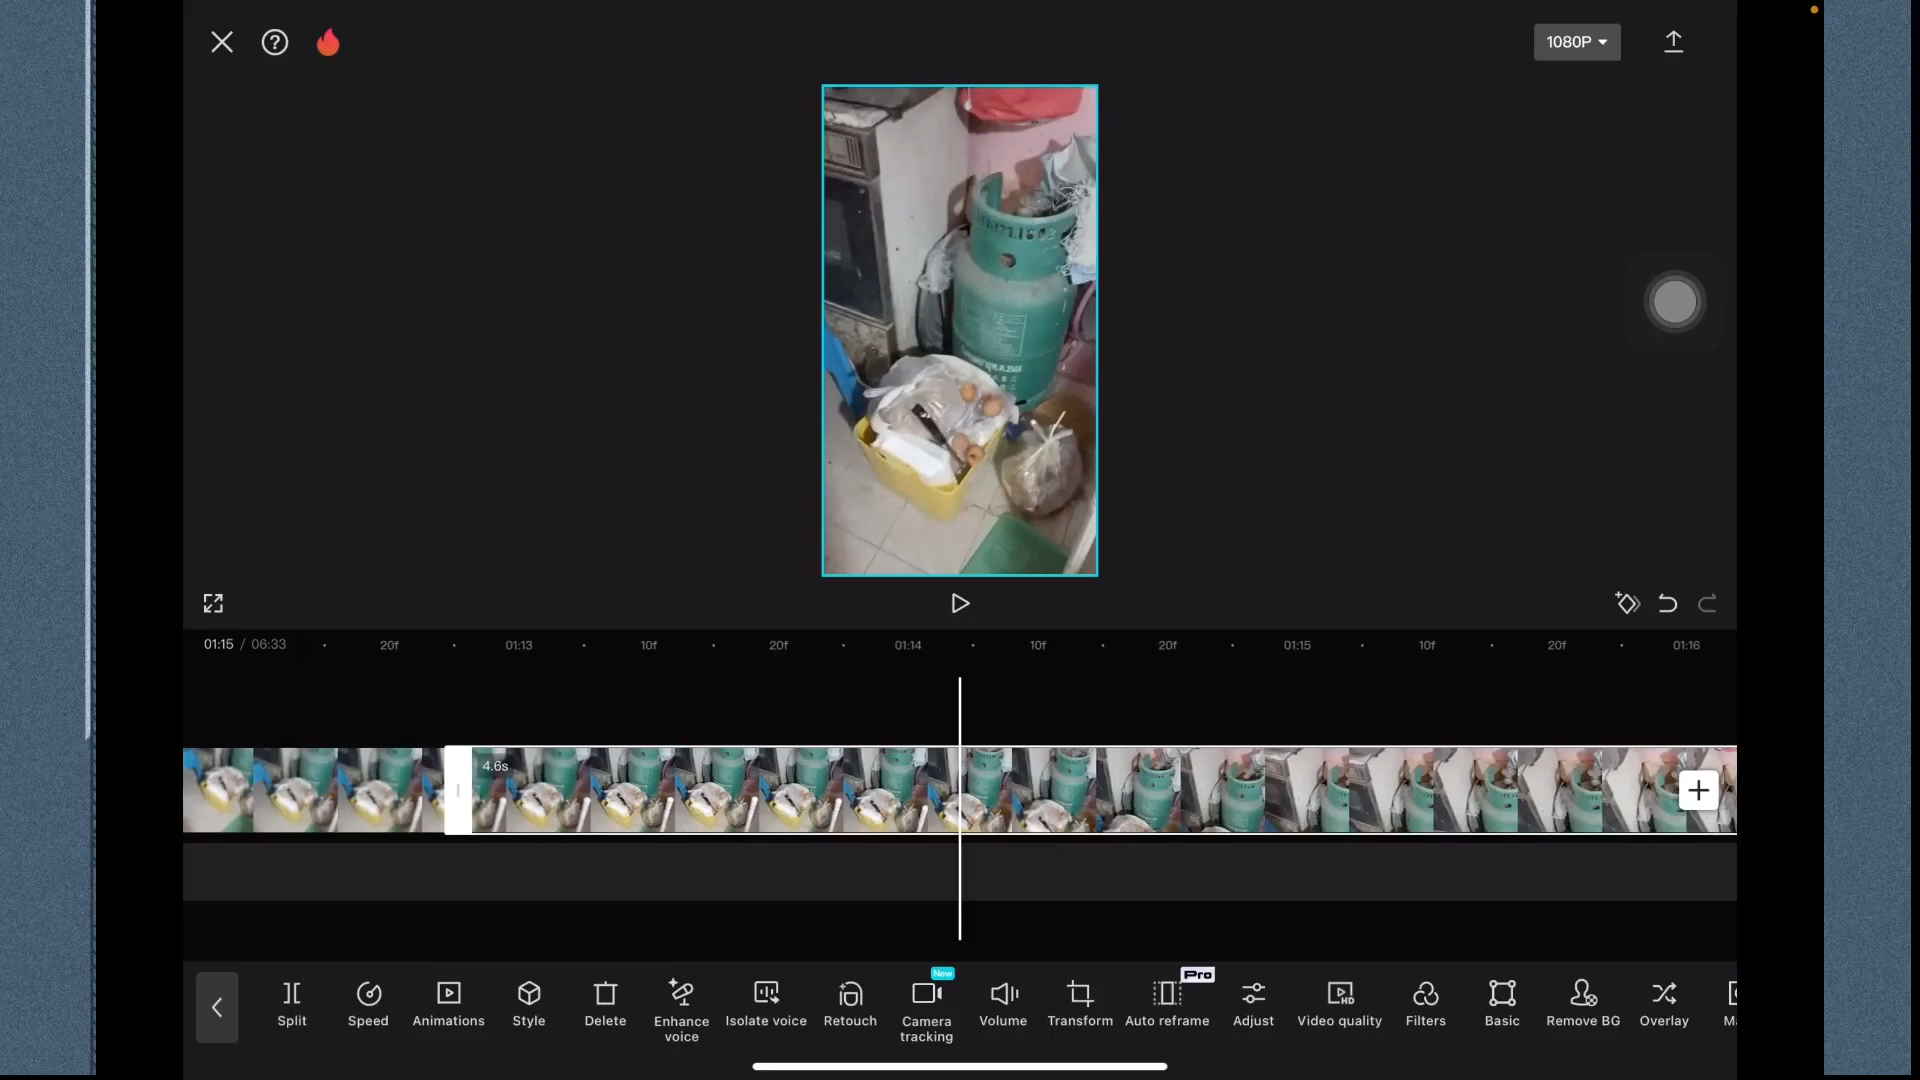 1080P
01:15 / 06:33
20f
01:13
10f
20f
01:14
10f
20f
01:15
10f
20f
01:16
4.6s
New
Pro
Split
Speed
Animations
Style
Delete
Enhance voice
Isolate voice
Retouch
Camera tracking
Volume
Transform
Auto reframe
Adjust
Video quality
Filters
Basic
Remove BG
Overlay